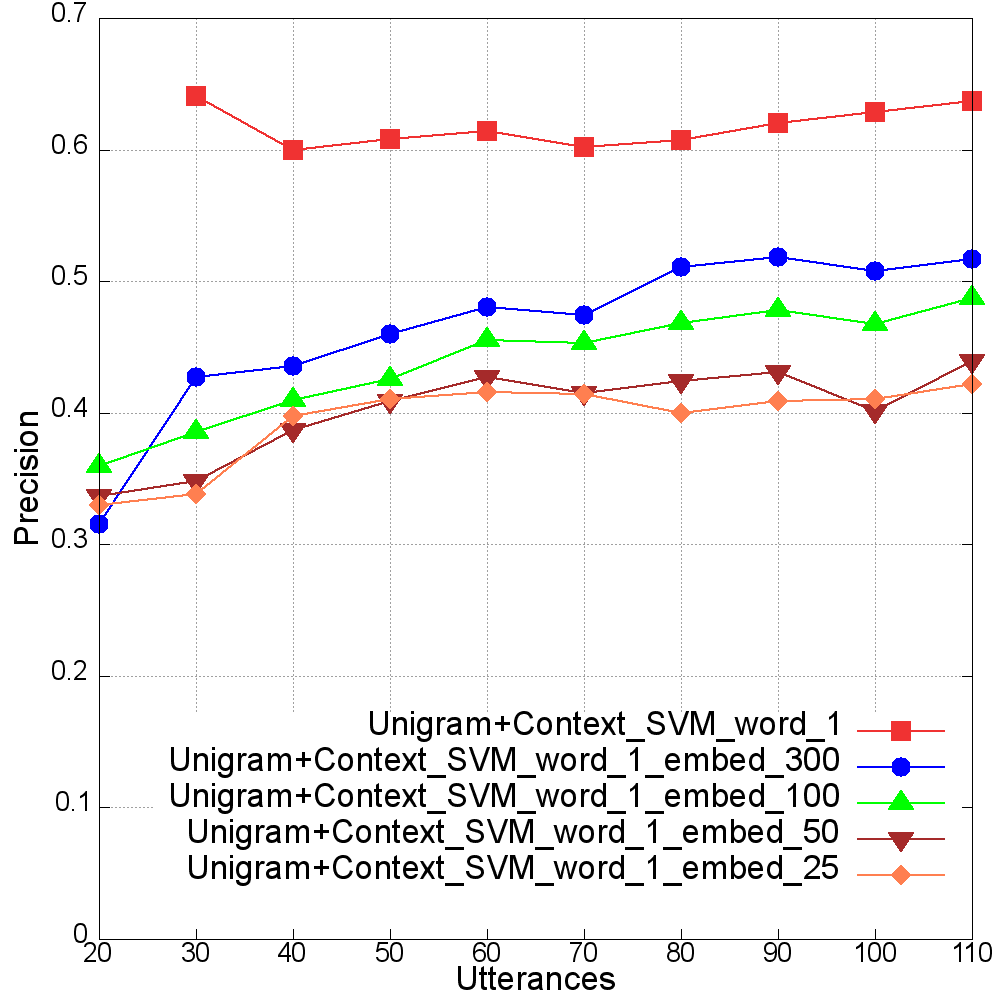 0.7
0.6
0.5
0.4
0.3
0.2
0.1
0
Precision
Unigram+Context_SVM_word_1
Unigram+Context_SVM_word_1_embed_300
Unigram+Context_SVM_word_1_embed_100
Unigram+Context_SVM_word_1_embed_50
Unigram+Context_SVM_word_1_embed_25
20 30 40 50 60 70 80 90 100 110
Utterances